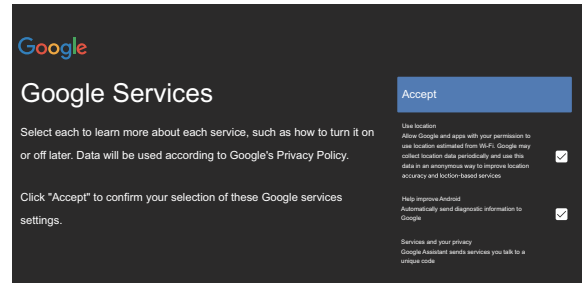 Google
Google Services
Select each to learn more about each service, such as how to turn it on
or off later. Data will be used according to Google's Privacy Policy.
Click "Accept" to confirm your selection of these Google services
settings.
Accept
Use location
Allow Google and apps with your permission to
use location estimated from Wi-Fi. Google may
collect location data periodically and use this
data in an anonymous way to improve location
accuracy and loction-based services
Help improve Android
Automatically send diagnostic information to
Google
Services and your privacy
Google Assistant sends services you talk to a
unique code